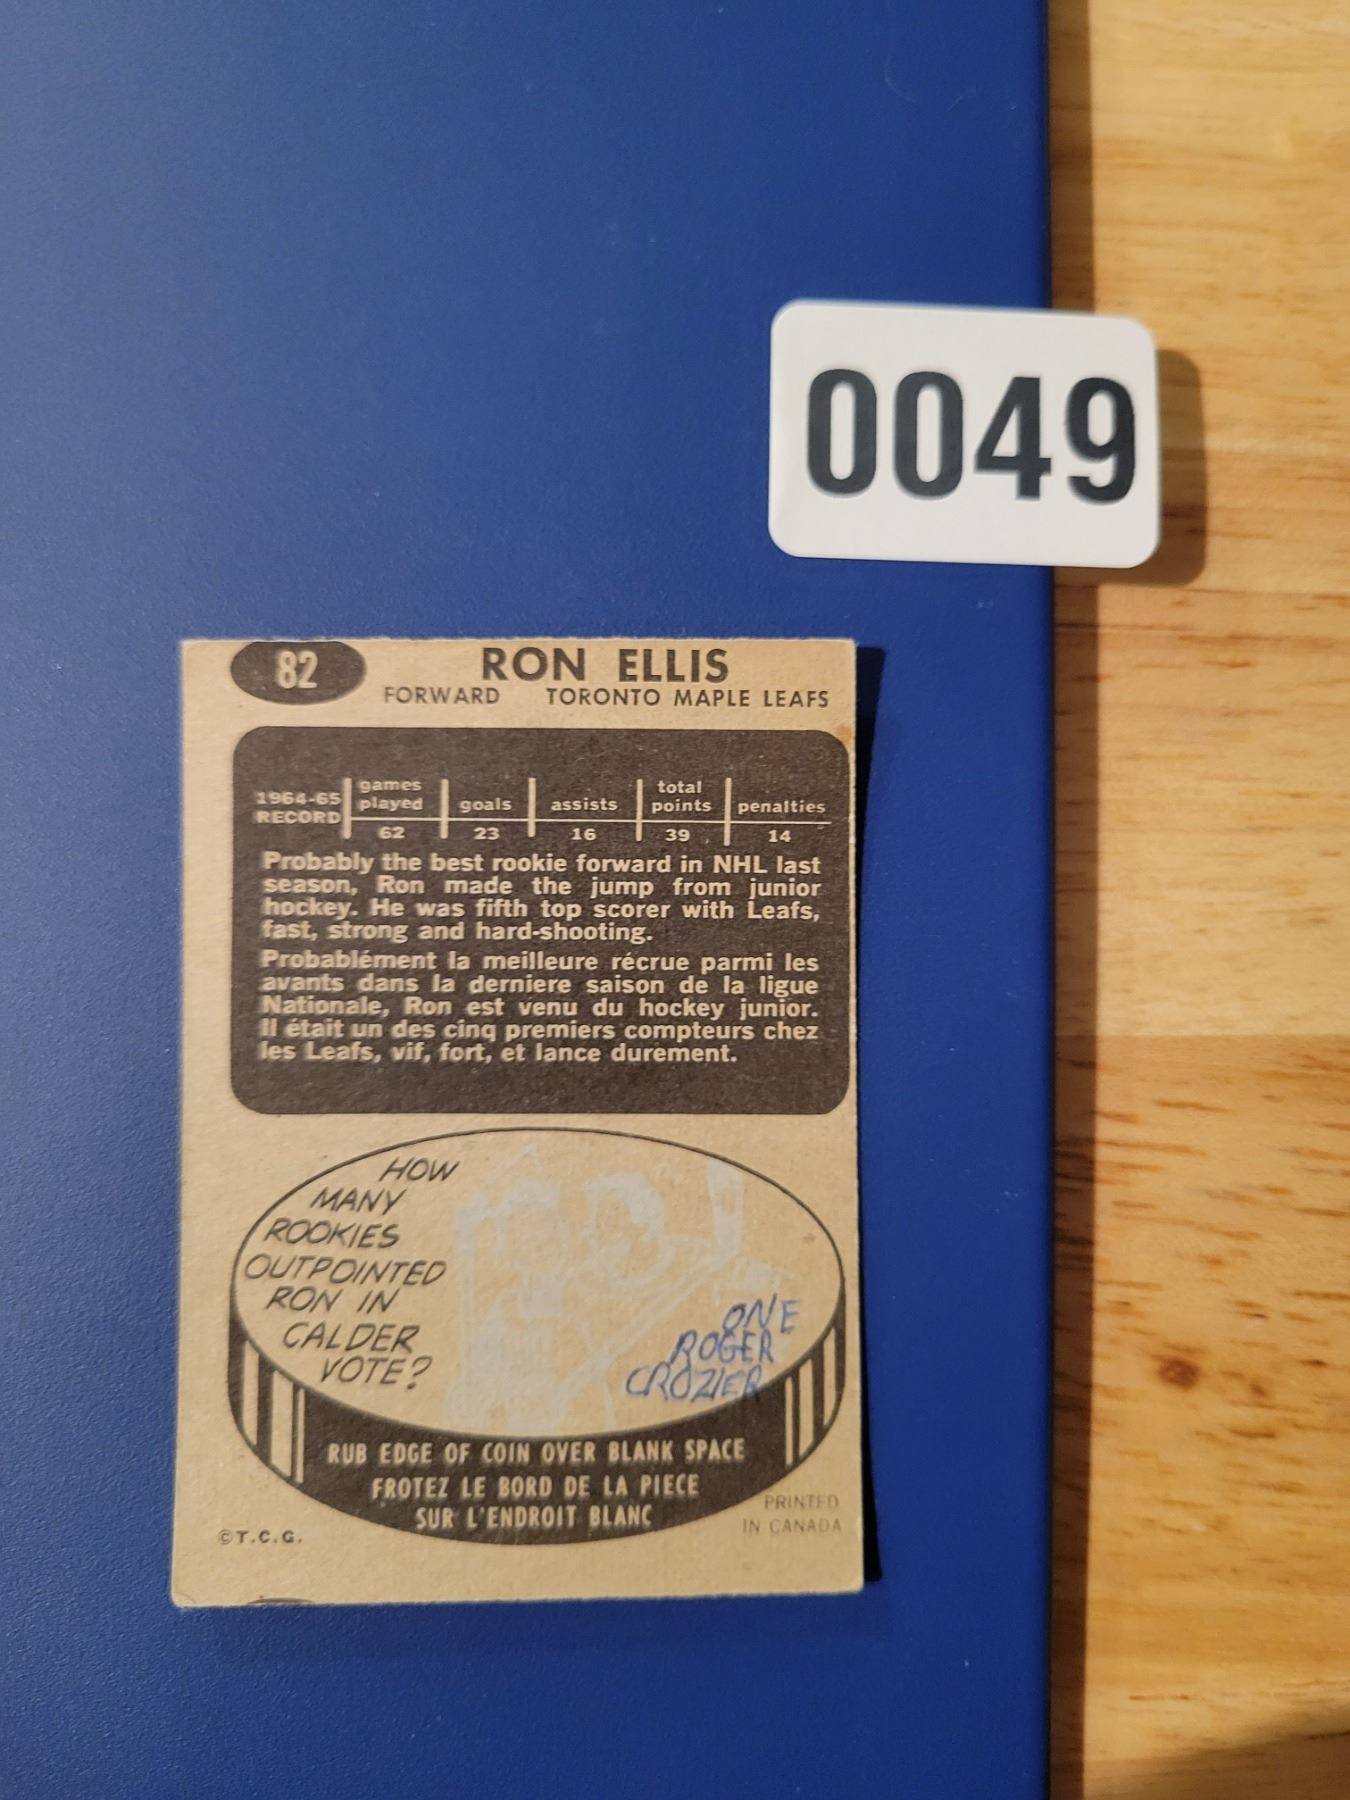 0049
82
RON ELLIS
FORWARD TORONTO MAPLE LEAFS
1964-65 RECORD
games played goals assists total points penalties
62 23 16 39 14
Probably the best rookie forward in NHL last
season, Ron made the jump from junior
hockey. He was fifth top scorer with Leafs,
fast, strong and hard-shooting.
Probablément la meilleure récrue parmi les
avants dans la derniere saison de la ligue
Nationale, Ron est venu du hockey junior.
Il était un des cinq premiers compteurs chez
les Leafs, vif, fort, et lance durement.
HOW
MANY
ROOKIES
OUTPOINTED
RON IN
CALDER
VOTE?
ONE
ROGER
CROZIER
RUB EDGE OF COIN OVER BLANK SPACE
FROTEZ LE BORD DE LA PIECE
SUR L'ENDROIT BLANC
©T.C.G.
PRINTED
IN CANADA